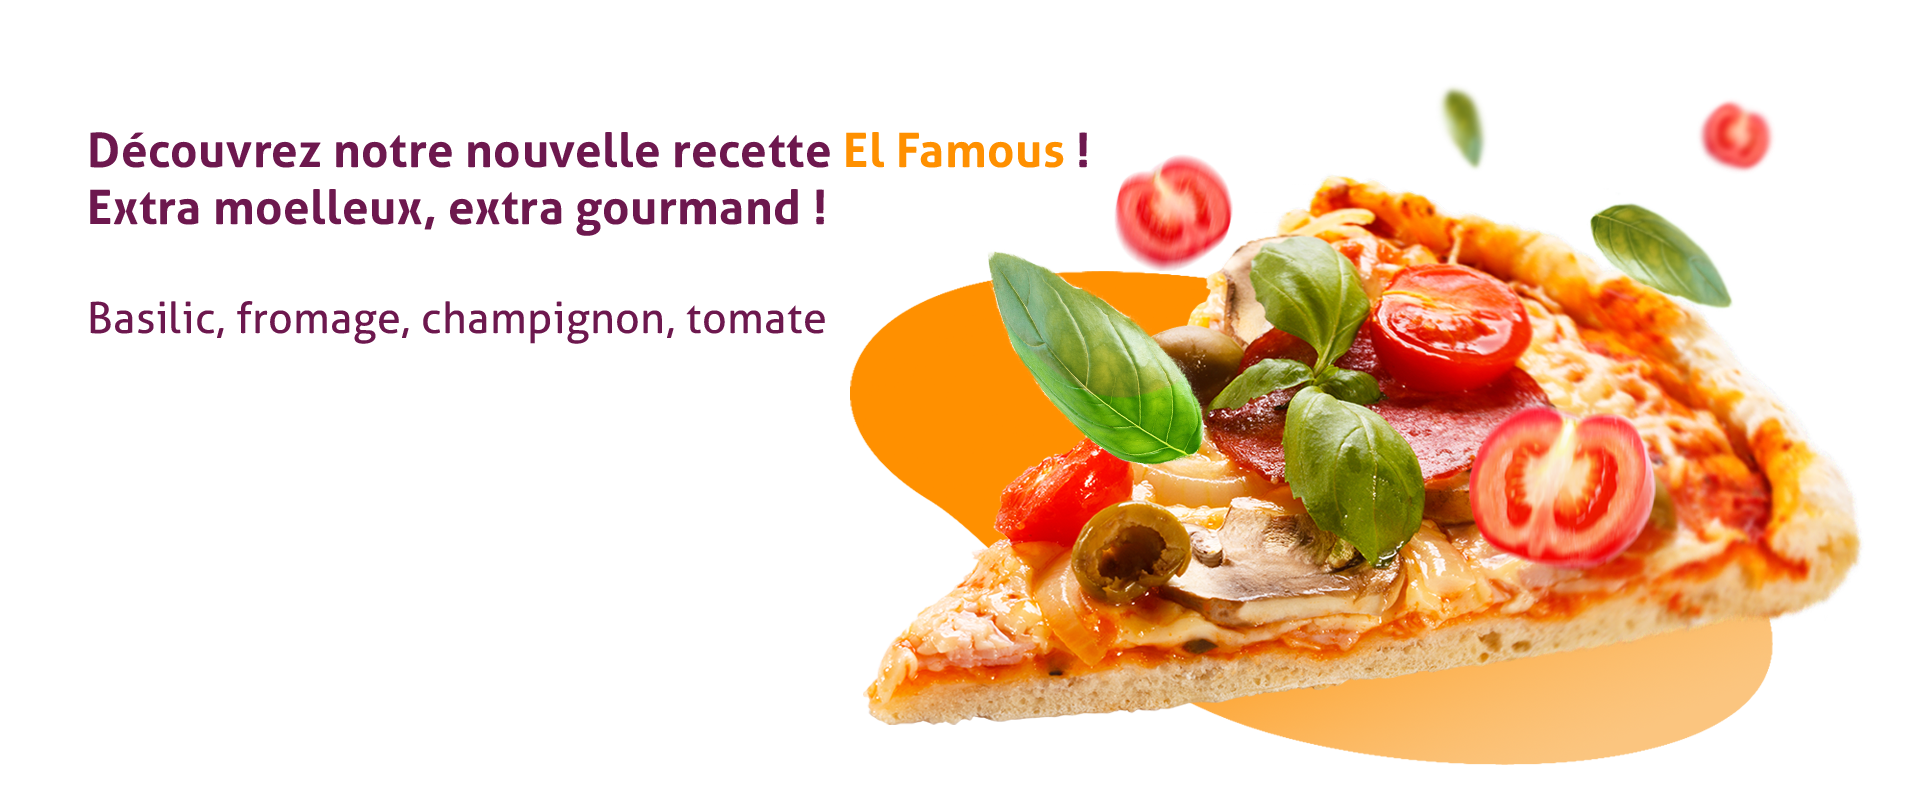 Découvrez notre nouvelle recette El Famous !
Extra moelleux, extra gourmand !
Basilic, fromage, champignon, tomate